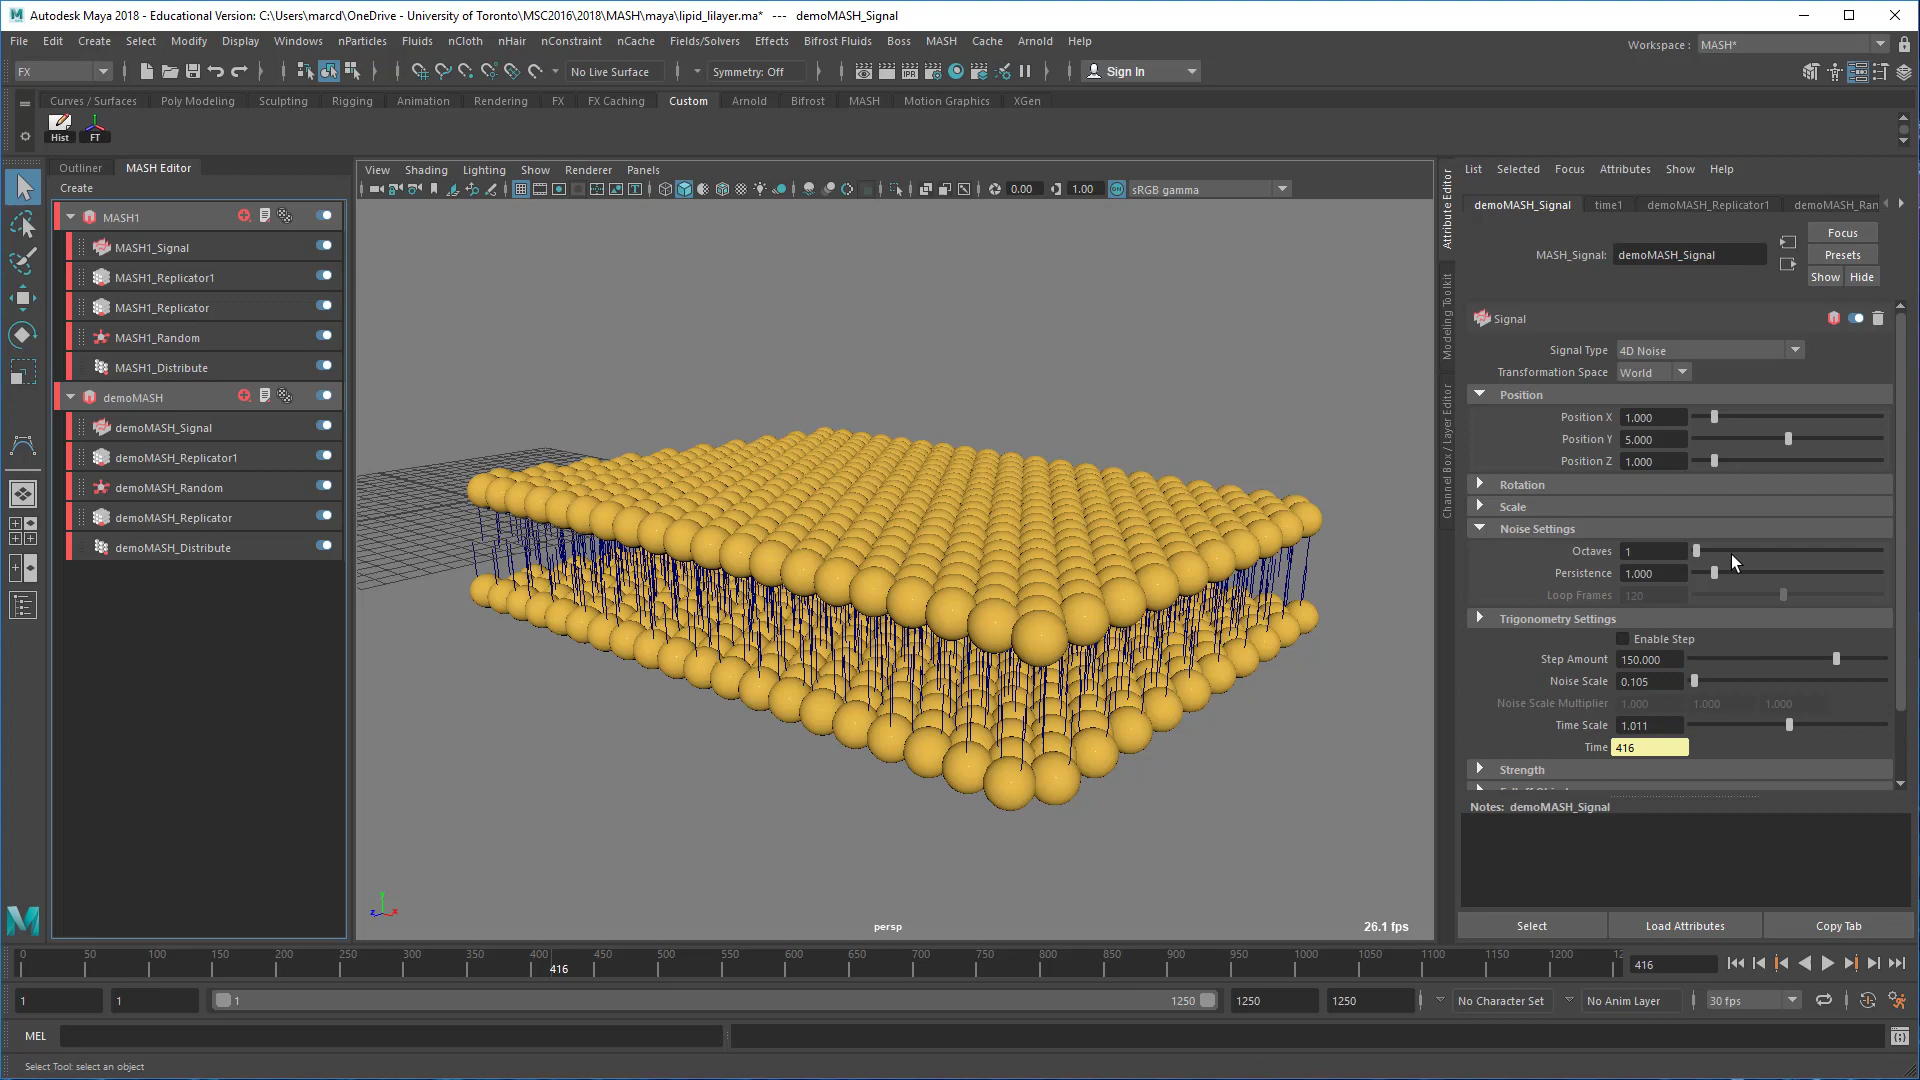 Autodesk Maya 2018 - Educational Version: C:\Users\marcd\OneDrive - University of Toronto\MSC2016\2018\MASH\maya\lipid_lilayer.ma* --- demoMASH_Signal
File Edit Create Select Modify Display Windows nParticles Fluids nCloth nHair nConstraint nCache Fields/Solvers Effects Bifrost Fluids Boss MASH Cache Arnold Help
Workspace : MASH*
FX No Live Surface Symmetry: Off IPR Sign In
Curves / Surfaces Poly Modeling Sculpting Rigging Animation Rendering FX FX Caching Custom Arnold Bifrost MASH Motion Graphics XGen
Hist FT
Outliner MASH Editor
Create
MASH1
MASH1_Signal
MASH1_Replicator1
MASH1_Replicator
MASH1_Random
MASH1_Distribute
demoMASH
demoMASH_Signal
demoMASH_Replicator1
demoMASH_Random
demoMASH_Replicator
demoMASH_Distribute
View Shading Lighting Show Renderer Panels
0.00 1.00 ON sRGB gamma
persp
26.1 fps
Attribute Editor
Modeling Toolkit
Channel Box / Layer Editor
List Selected Focus Attributes Show Help
demoMASH_Signal time1 demoMASH_Replicator1 demoMASH_Ran
MASH_Signal: demoMASH_Signal
Focus
Presets
Show Hide
Signal
Signal Type 4D Noise
Transformation Space World
Position
Position X 1.000
Position Y 5.000
Position Z 1.000
Rotation
Scale
Noise Settings
Octaves 1
Persistence 1.000
Loop Frames 120
Trigonometry Settings
Enable Step
Step Amount 150.000
Noise Scale 0.105
Noise Scale Multiplier 1.000 1.000 1.000
Time Scale 1.011
Time 416
Strength
Notes: demoMASH_Signal
Select Load Attributes Copy Tab
0 50 100 150 200 250 300 350 400 450 500 550 600 650 700 750 800 850 900 950 1000 1050 1100 1150 1200 12
416
416
1 1 1 1250 1250 1250 No Character Set No Anim Layer 30 fps
MEL
Select Tool: select an object